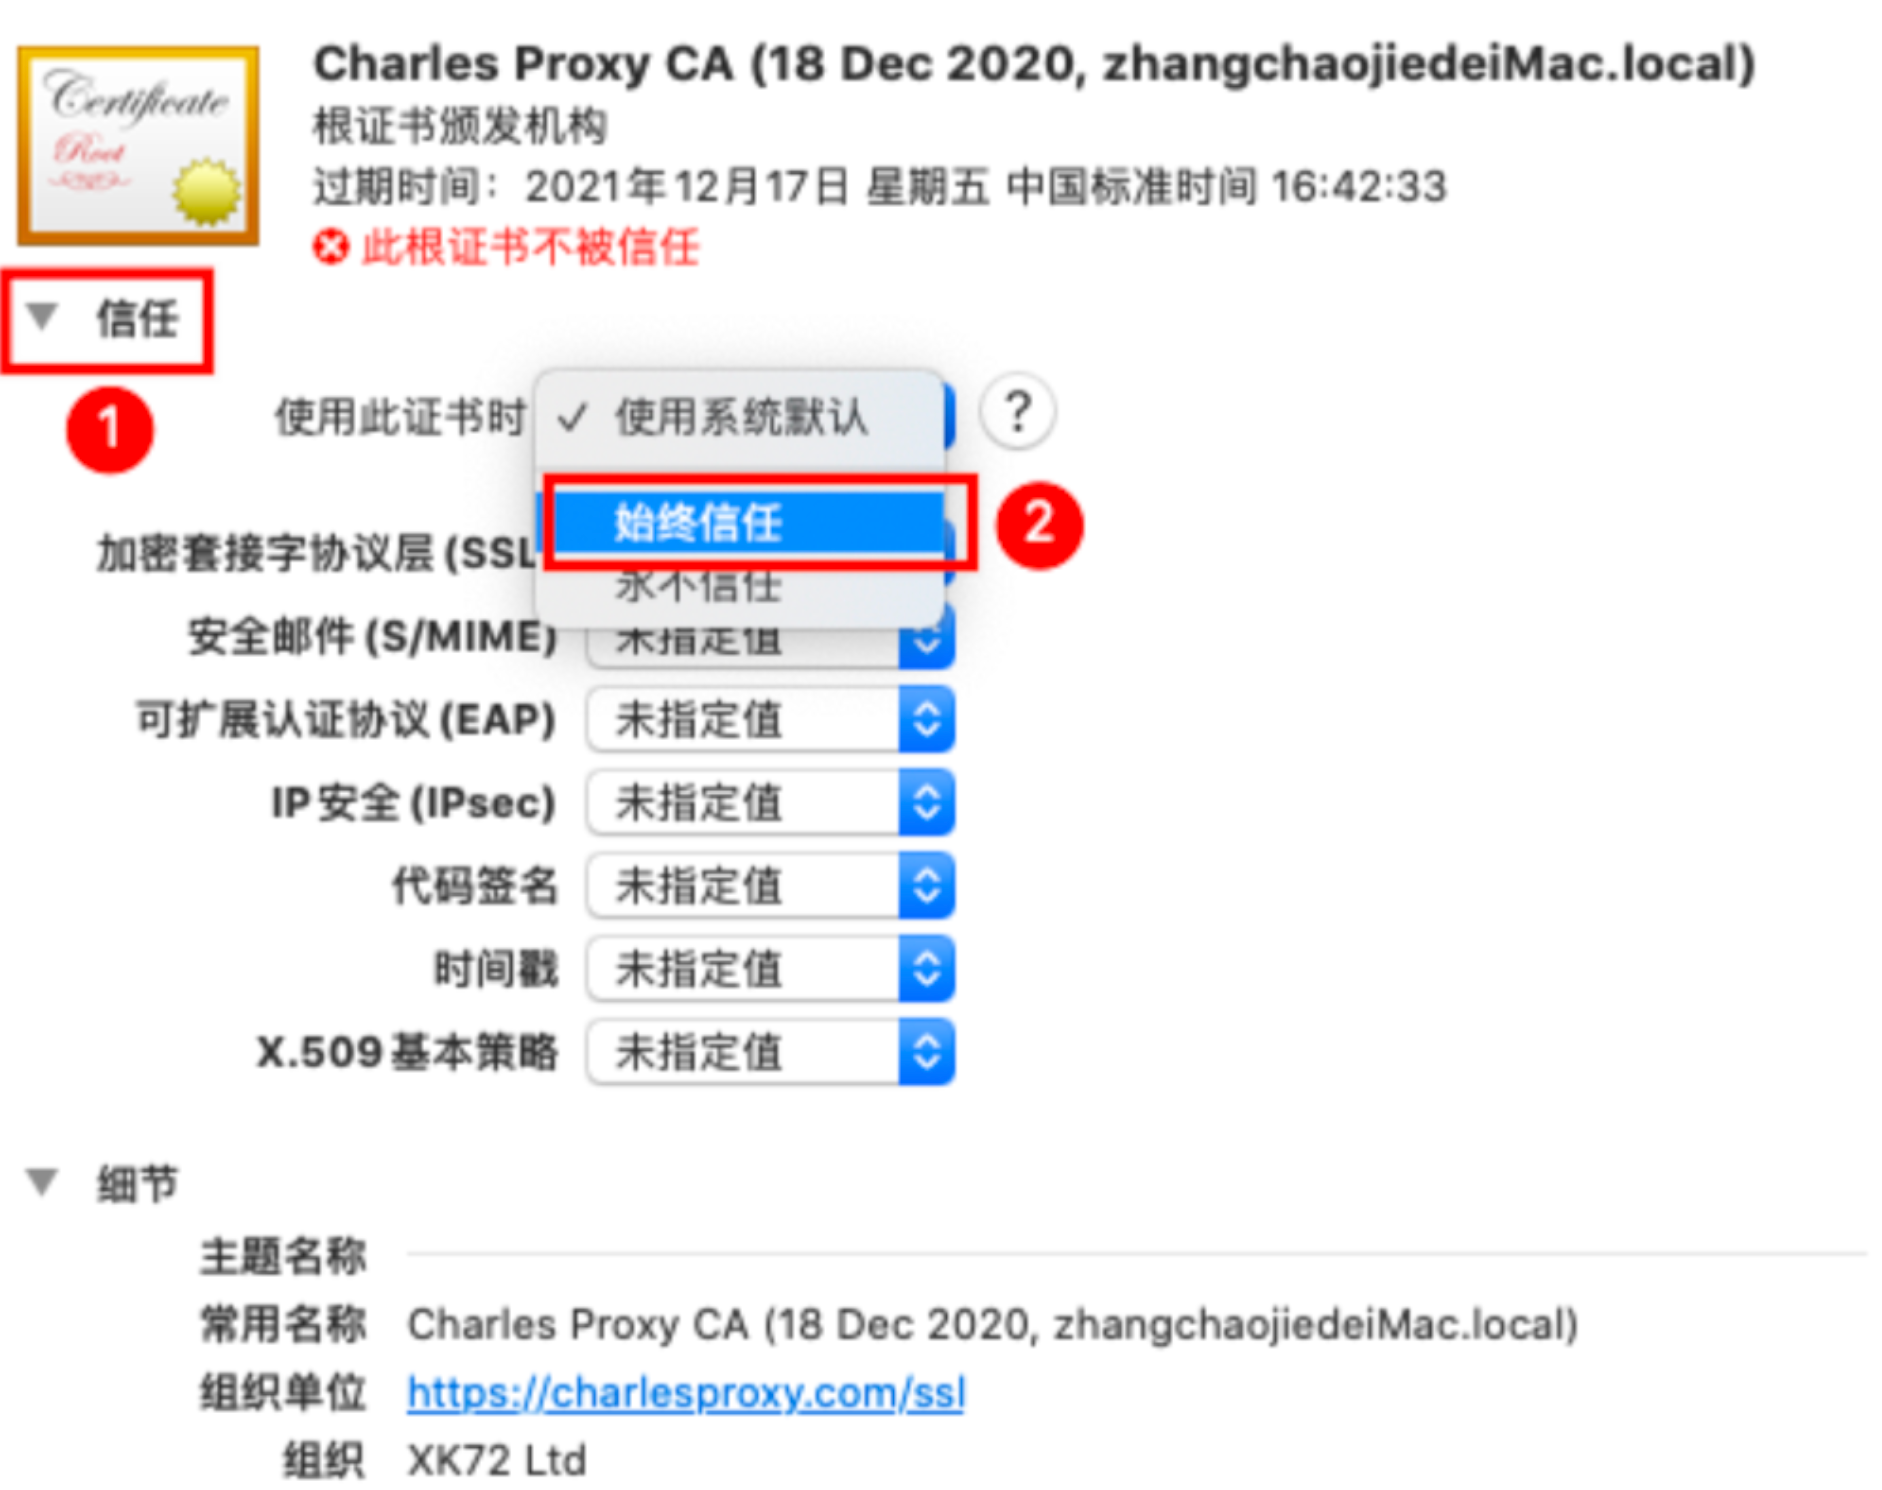 Certificate
Root
Charles Proxy CA (18 Dec 2020, zhangchaojiedeiMac.local)
根证书颁发机构
过期时间：2021年12月17日 星期五 中国标准时间 16:42:33
此根证书不被信任
信任
1
使用此证书时 ✓ 使用系统默认 ?
始终信任 2
永不信任
加密套接字协议层 (SSL
安全邮件 (S/MIME) 未指定值
可扩展认证协议 (EAP) 未指定值
IP 安全 (IPsec) 未指定值
代码签名 未指定值
时间戳 未指定值
X.509 基本策略 未指定值
细节
主题名称
常用名称 Charles Proxy CA (18 Dec 2020, zhangchaojiedeiMac.local)
组织单位 https://charlesproxy.com/ssl
组织 XK72 Ltd